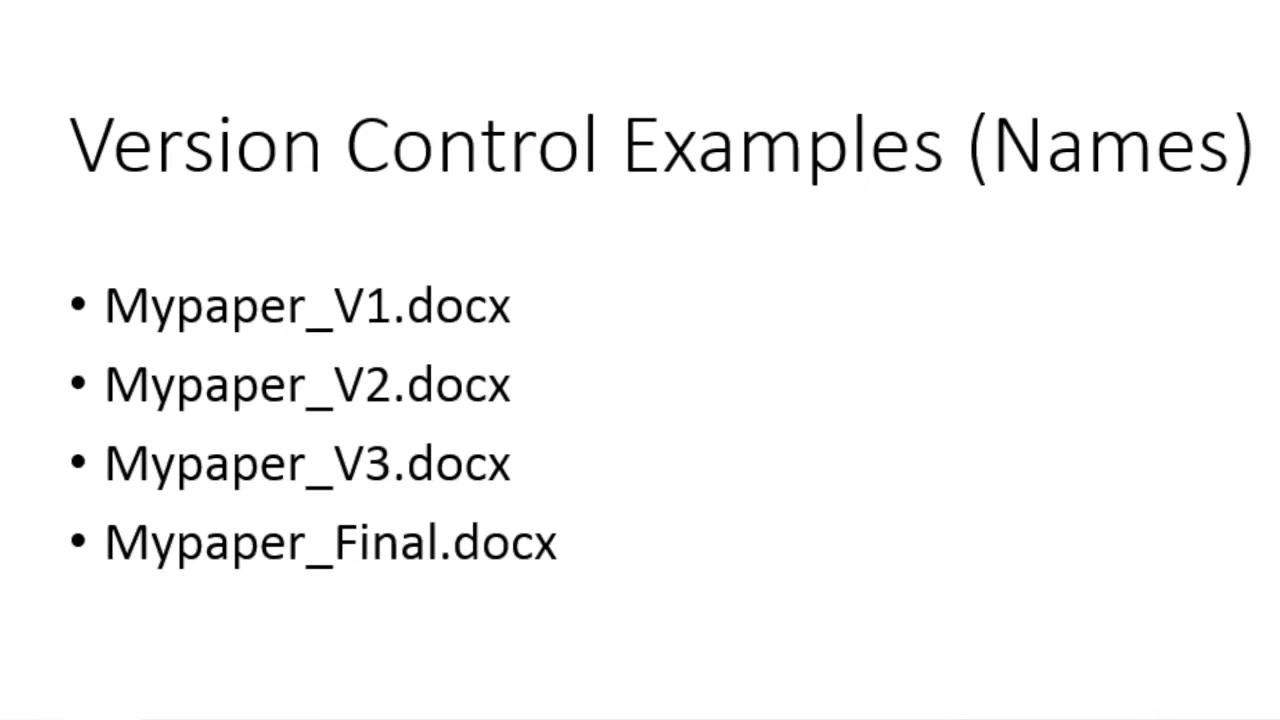 Version Control Examples (Names)
• Mypaper_V1.docx
• Mypaper_V2.docx
• Mypaper_V3.docx
• Mypaper_Final.docx